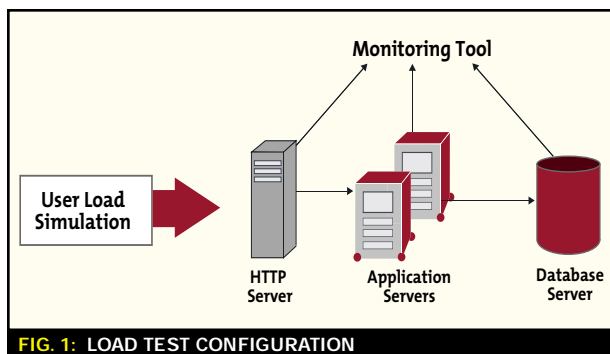 Monitoring Tool
User Load
Simulation
HTTP
Server
Application
Servers
Database
Server
FIG. 1: LOAD TEST CONFIGURATION